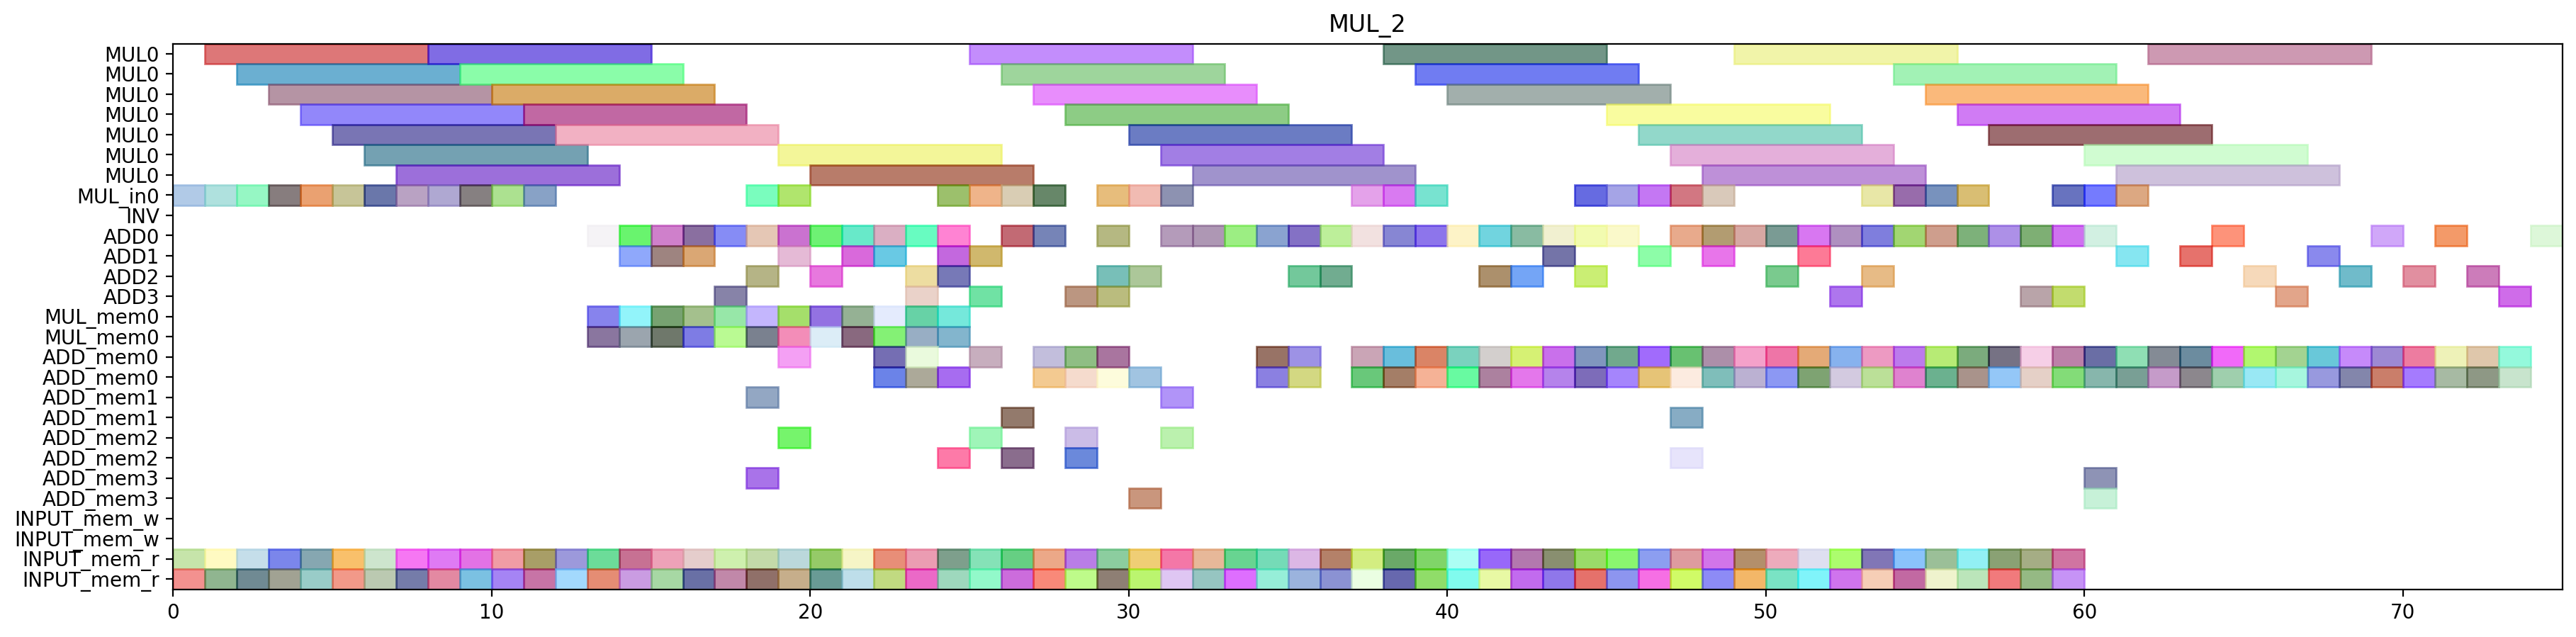 MUL_2
MUL0
MUL0
MUL0
MUL0
MUL0
MUL0
MUL0
MUL_in0
INV
ADD0
ADD1
ADD2
ADD3
MUL_mem0
MUL_mem0
ADD_mem0
ADD_mem0
ADD_mem1
ADD_mem1
ADD_mem2
ADD_mem2
ADD_mem3
ADD_mem3
INPUT_mem_w
INPUT_mem_w
INPUT_mem_r
INPUT_mem_r
0 10 20 30 40 50 60 70